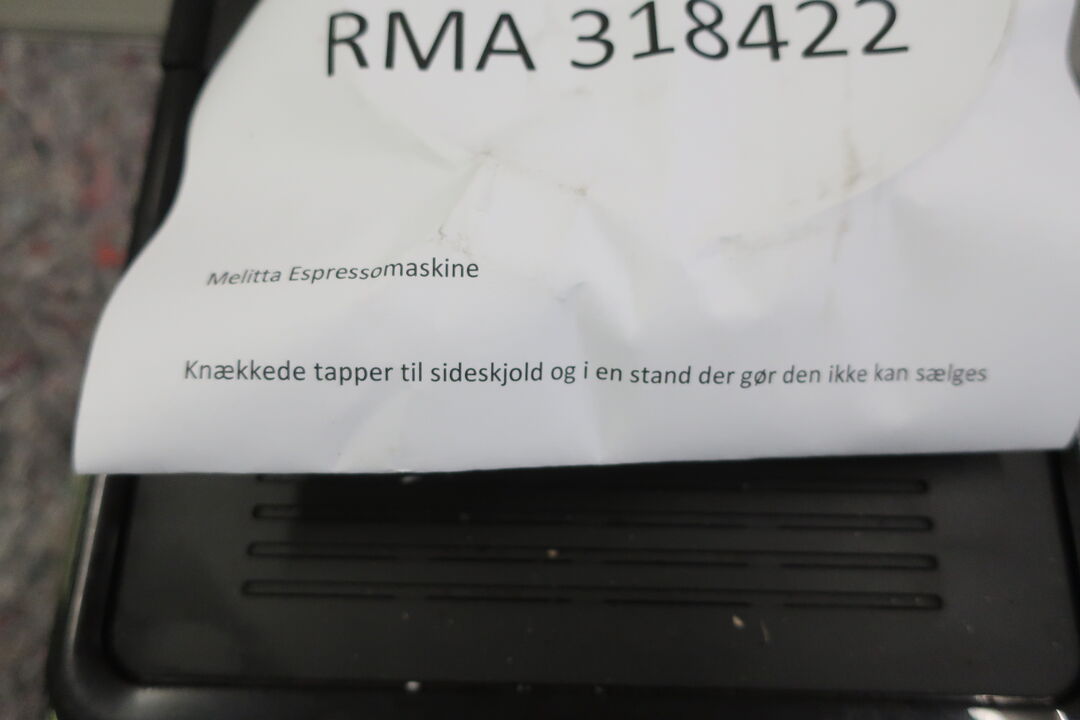 RMA 318422
Melitta Espressomaskine
Knækkede tapper til sideskjold og i en stand der gør den ikke kan sælges